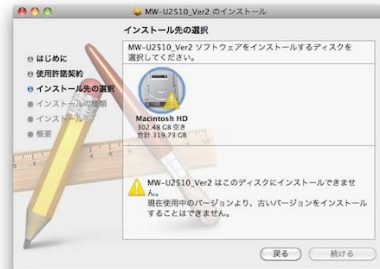 MW-U2510_Ver2 のインストール
インストール先の選択
はじめに
使用許諾契約
インストール先の選択
インストールの種類
インストール
概要
MW-U2510_Ver2 ソフトウェアをインストールするディスクを
選択してください。
Macintosh HD
302.48 GB 空き
合計 319.73 GB
MW-U2510_Ver2 はこのディスクにインストールできませ
ん。
現在使用中のバージョンより、古いバージョンをインストール
することはできません。
戻る
続ける